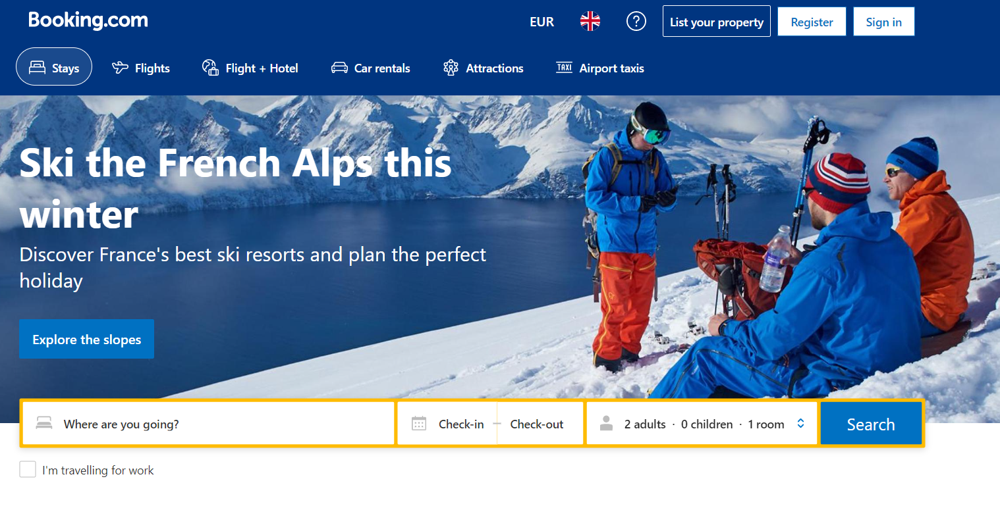 Booking.com
EUR
?
List your property
Register
Sign in
Stays
Flights
Flight + Hotel
Car rentals
Attractions
TAXI
Airport taxis
Ski the French Alps this
winter
Discover France's best ski resorts and plan the perfect
holiday
Explore the slopes
Where are you going?
Check-in — Check-out
2 adults · 0 children · 1 room
Search
I'm travelling for work